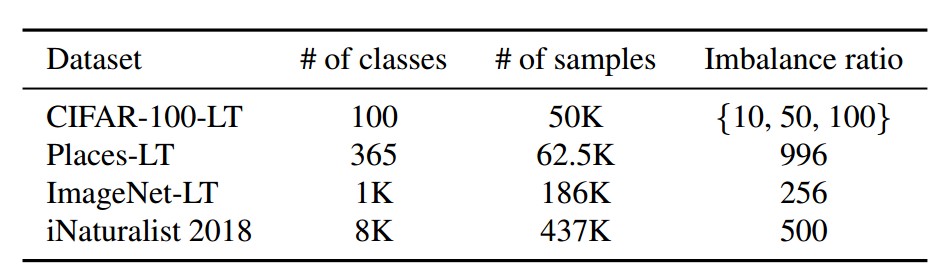 Dataset # of classes # of samples Imbalance ratio
CIFAR-100-LT 100 50K {10, 50, 100}
Places-LT 365 62.5K 996
ImageNet-LT 1K 186K 256
iNaturalist 2018 8K 437K 500